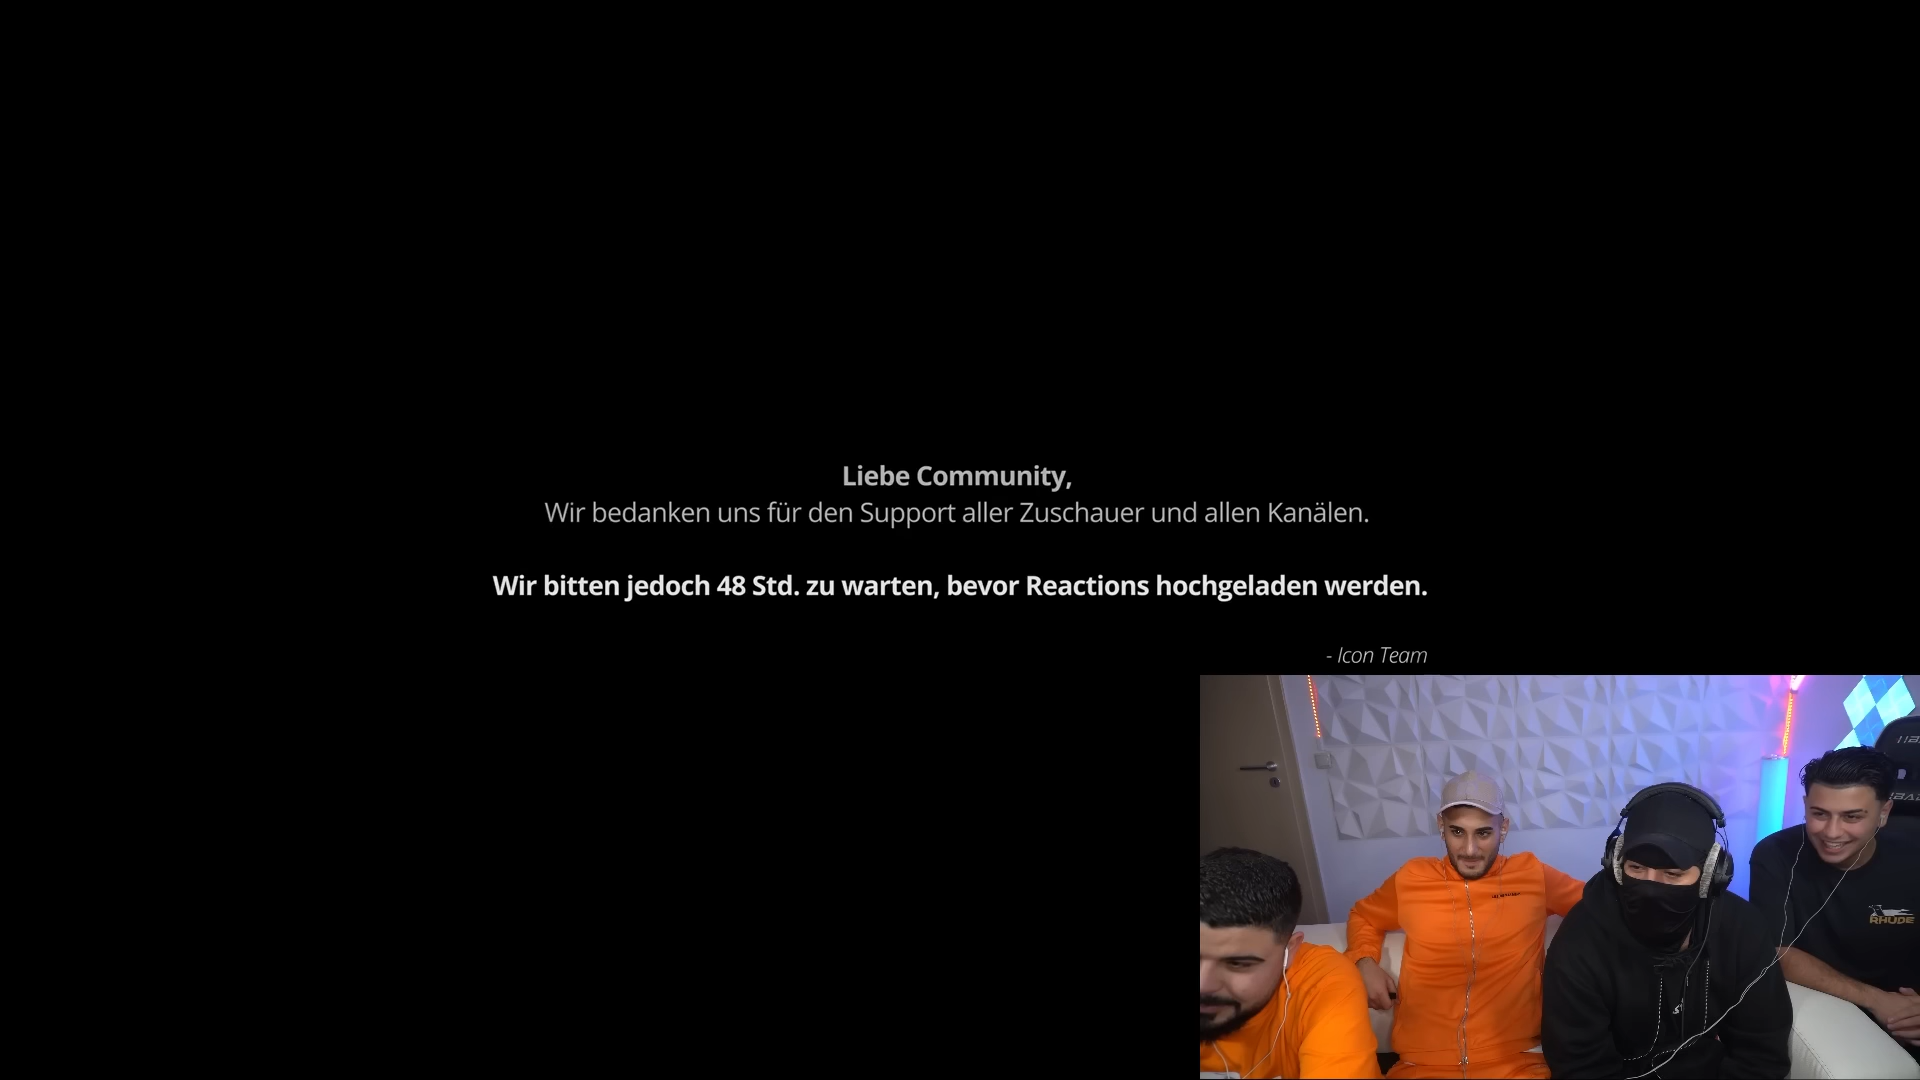 Liebe Community,
Wir bedanken uns für den Support aller Zuschauer und allen Kanälen.
Wir bitten jedoch 48 Std. zu warten, bevor Reactions hochgeladen werden.
- Icon Team
RHUDE